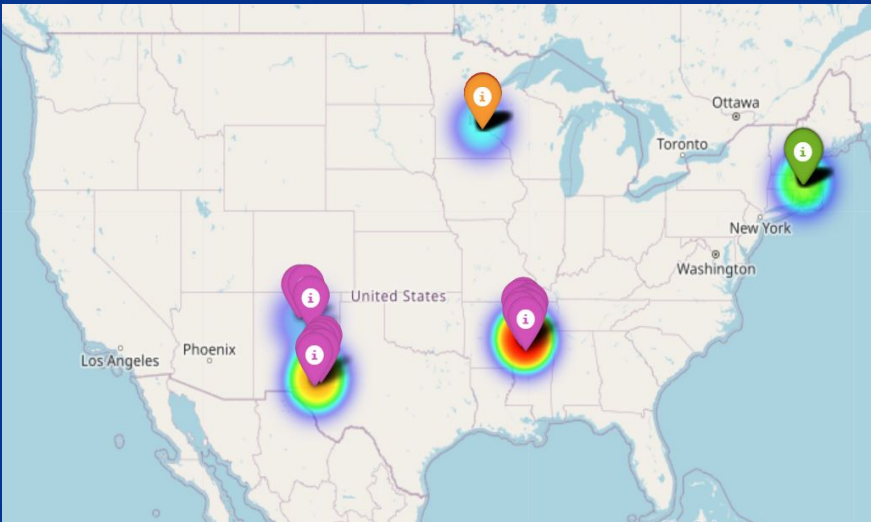 Ottawa
Toronto
New York
Washington
United States
Phoenix
Los Angeles
i
i
i
i
i